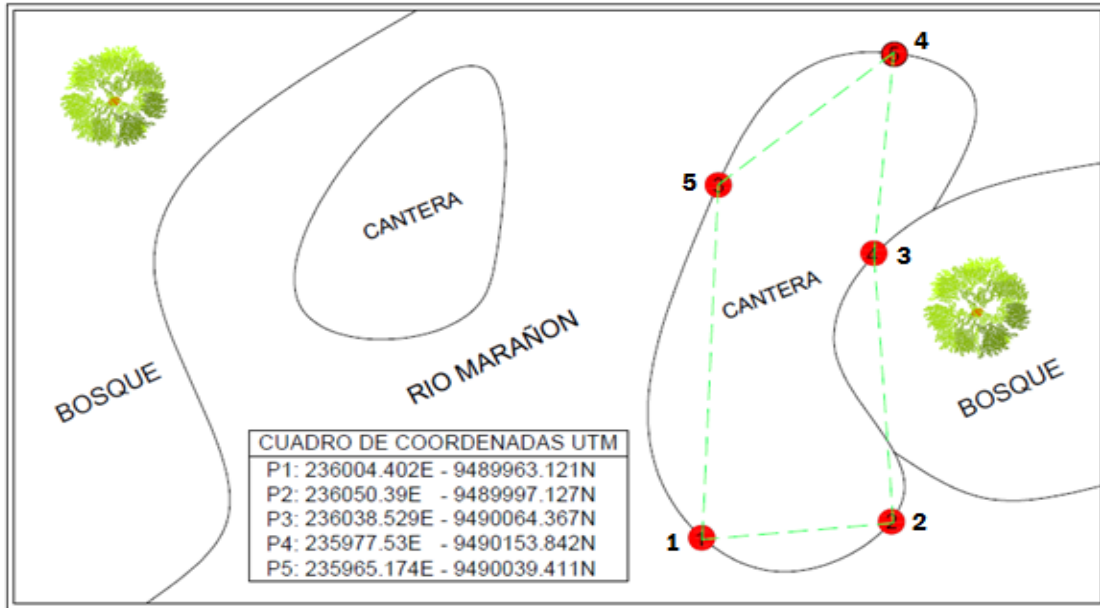 4
5
CANTERA
3
CANTERA
RIO MARAÑON
BOSQUE
BOSQUE
CUADRO DE COORDENADAS UTM
P1: 236004.402E - 9489963.121N
P2: 236050.39E - 9489997.127N
P3: 236038.529E - 9490064.367N
P4: 235977.53E - 9490153.842N
P5: 235965.174E - 9490039.411N
2
1